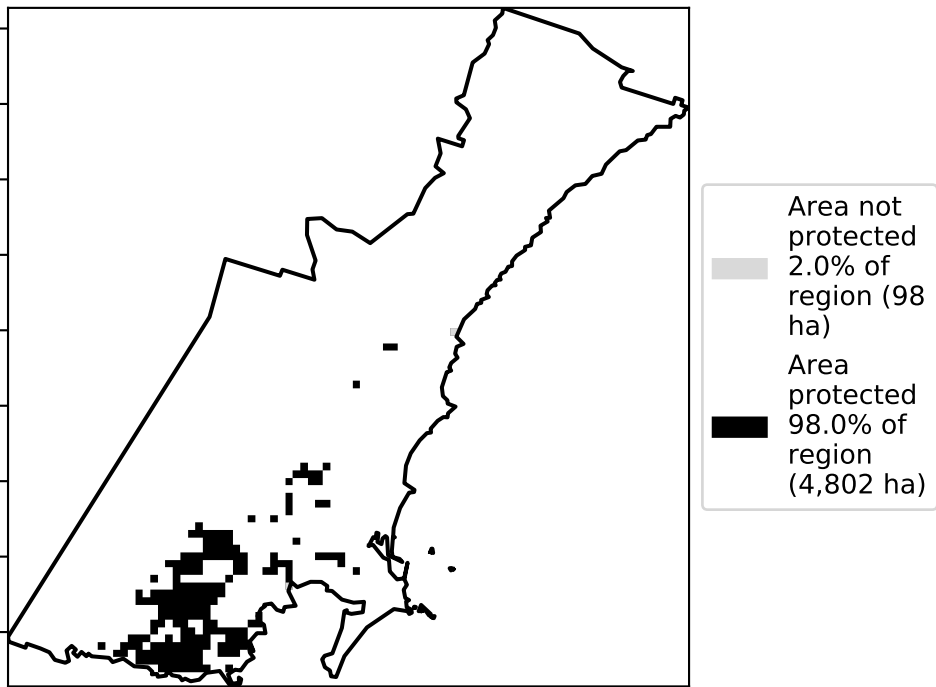 Area not
protected
2.0% of
region (98
ha)
Area
protected
98.0% of
region
(4,802 ha)